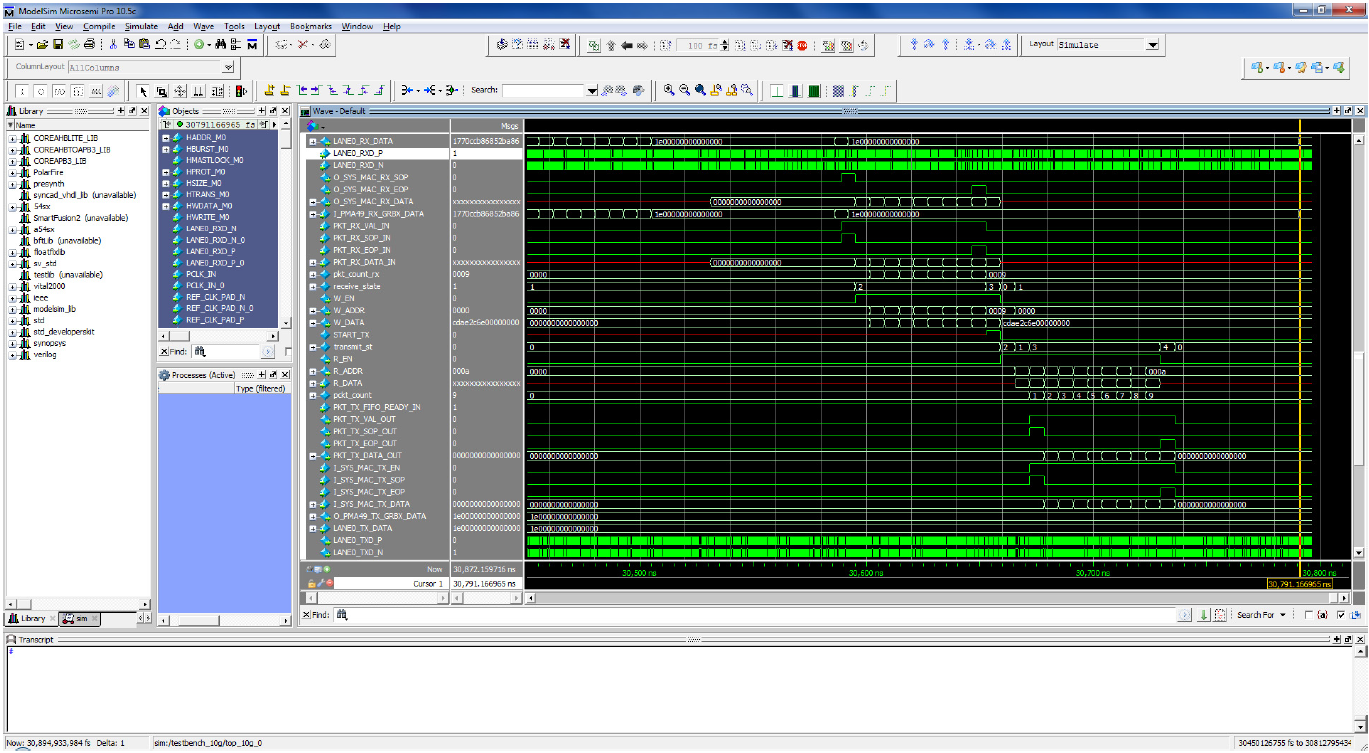 ModelSim Microsemi Pro 10.5c
File Edit View Compile Simulate Add Wave Tools Layout Bookmarks Window Help
100 fs
Layout Simulate
ColumnLayout AllColumns
Search:
Library
Name
COREAHBLITE_LIB
COREAHBTOAPB3_LIB
COREAPB3_LIB
PolarFire
presynth
syncad_vhdl_lib (unavailable)
54sx
SmartFusion2 (unavailable)
a54sx
bftLib (unavailable)
floatfixlib
sv_std
testlib (unavailable)
vital2000
ieee
modelsim_lib
std
std_developerskit
synopsys
verilog
Library
sim
Objects
30791166965 fs
HADDR_M0
HBURST_M0
HMASTLOCK_M0
HPROT_M0
HSIZE_M0
HTRANS_M0
HWDATA_M0
HWRITE_M0
LANE0_RXD_N
LANE0_RXD_N_0
LANE0_RXD_P
LANE0_RXD_P_0
PCLK_IN
PCLK_IN_0
REF_CLK_PAD_N
REF_CLK_PAD_N_0
REF_CLK_PAD_P
Find:
Processes (Active)
Type (filtered)
Wave - Default
Msgs
LANE0_RX_DATA 1770ccb86852ba86 1e00000000000000 1e00000000000000
LANE0_RXD_P 1
LANE0_RXD_N 0
O_SYS_MAC_RX_SOP 0
O_SYS_MAC_RX_EOP 0
O_SYS_MAC_RX_DATA xxxxxxxxxxxxxxxx 0000000000000000
I_PMA49_RX_GRBX_DATA 1770ccb86852ba86 1e00000000000000 1e00000000000000
PKT_RX_VAL_IN 0
PKT_RX_SOP_IN 0
PKT_RX_EOP_IN 0
PKT_RX_DATA_IN xxxxxxxxxxxxxxxx 0000000000000000
pkt_count_rx 0009 0000 0009
receive_state 1 1 2 3 0 1
W_EN 0
W_ADDR 0000 0000 0009 0000
W_DATA cdae2c6e00000000 0000000000000000 cdae2c6e00000000
START_TX 0
transmit_st 0 0 2 1 3 4 0
R_EN 0
R_ADDR 000a 0000 000a
R_DATA xxxxxxxxxxxxxxxx
pckt_count 9 0 1 2 3 4 5 6 7 8 9
PKT_TX_FIFO_READY_IN 1
PKT_TX_VAL_OUT 0
PKT_TX_SOP_OUT 0
PKT_TX_EOP_OUT 0
PKT_TX_DATA_OUT 0000000000000000 0000000000000000 0000000000000000
I_SYS_MAC_TX_EN 0
I_SYS_MAC_TX_SOP 0
I_SYS_MAC_TX_EOP 0
I_SYS_MAC_TX_DATA 0000000000000000 0000000000000000 0000000000000000
O_PMA49_TX_GRBX_DATA 1e00000000000000 1e00000000000000
LANE0_TX_DATA 1e00000000000000 1e00000000000000
LANE0_TXD_P 0
LANE0_TXD_N 1
Now 30,872.159716 ns 30,500 ns 30,600 ns 30,700 ns 30,800 ns
Cursor 1 30,791.166965 ns 30,791.166965 ns
Find: Search For
Transcript
#
Now: 30,894,933,984 fs Delta: 1 sim:/testbench_10g/top_10g_0 30450126755 fs to 30812795434